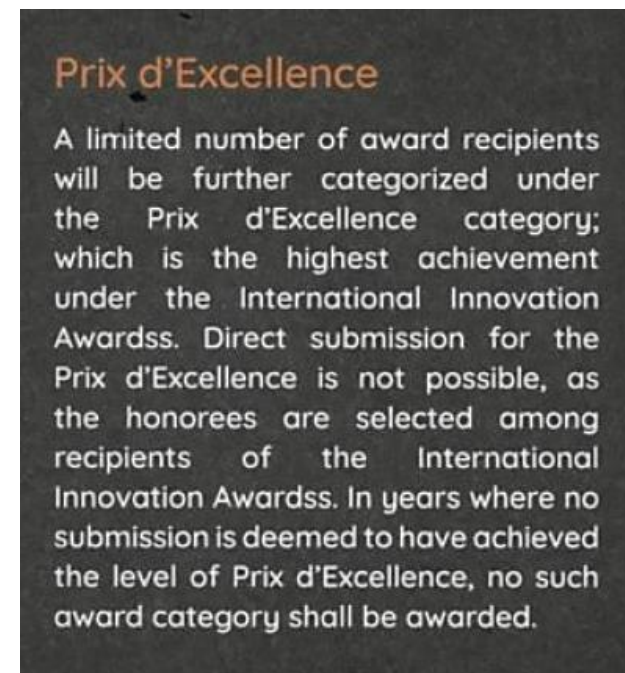 Prix d'Excellence
A limited number of award recipients
will be further categorized under
the Prix d'Excellence category;
which is the highest achievement
under the International Innovation
Awardss. Direct submission for the
Prix d'Excellence is not possible, as
the honorees are selected among
recipients of the International
Innovation Awardss. In years where no
submission is deemed to have achieved
the level of Prix d'Excellence, no such
award category shall be awarded.